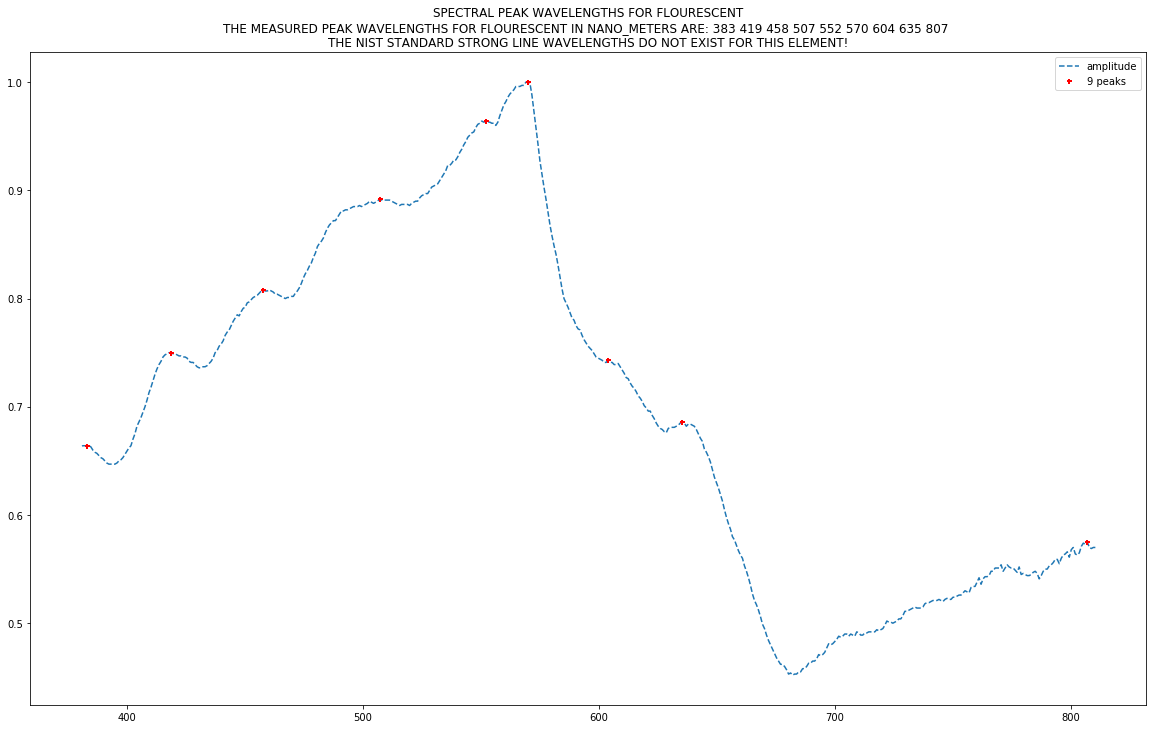 SPECTRAL PEAK WAVELENGTHS FOR FLOURESCENT
THE MEASURED PEAK WAVELENGTHS FOR FLOURESCENT IN NANO_METERS ARE: 383 419 458 507 552 570 604 635 807
THE NIST STANDARD STRONG LINE WAVELENGTHS DO NOT EXIST FOR THIS ELEMENT!
amplitude
9 peaks
1.0
0.9
0.8
0.7
0.6
0.5
400 500 600 700 800